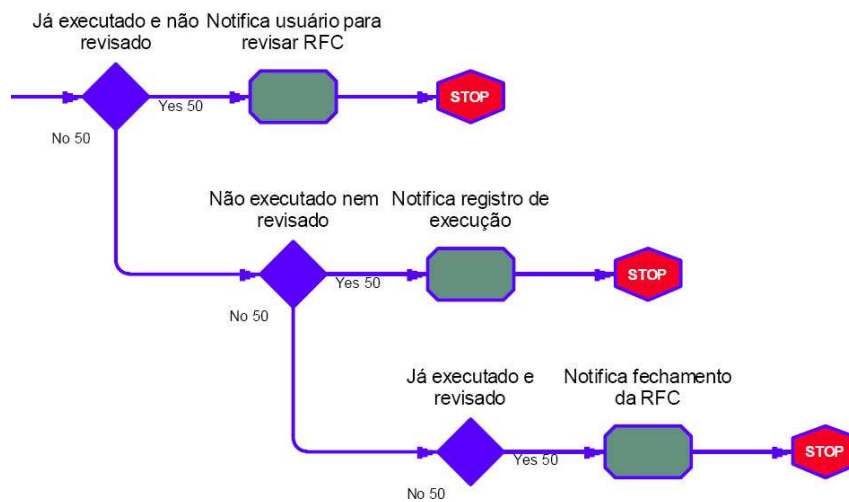 Já executado e não
revisado
Notifica usuário para
revisar RFC
Yes 50
STOP
No 50
Não executado nem
revisado
Notifica registro de
execução
Yes 50
STOP
No 50
Já executado e
revisado
Notifica fechamento
da RFC
Yes 50
STOP
No 50